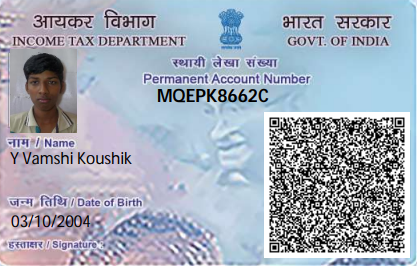 आयकर विभाग
INCOME TAX DEPARTMENT
भारत सरकार
GOVT. OF INDIA
स्थायी लेखा संख्या
Permanent Account Number
MQEPK8662C
नाम / Name
Y Vamshi Koushik
जन्म तिथि / Date of Birth
03/10/2004
हस्ताक्षर / Signature :